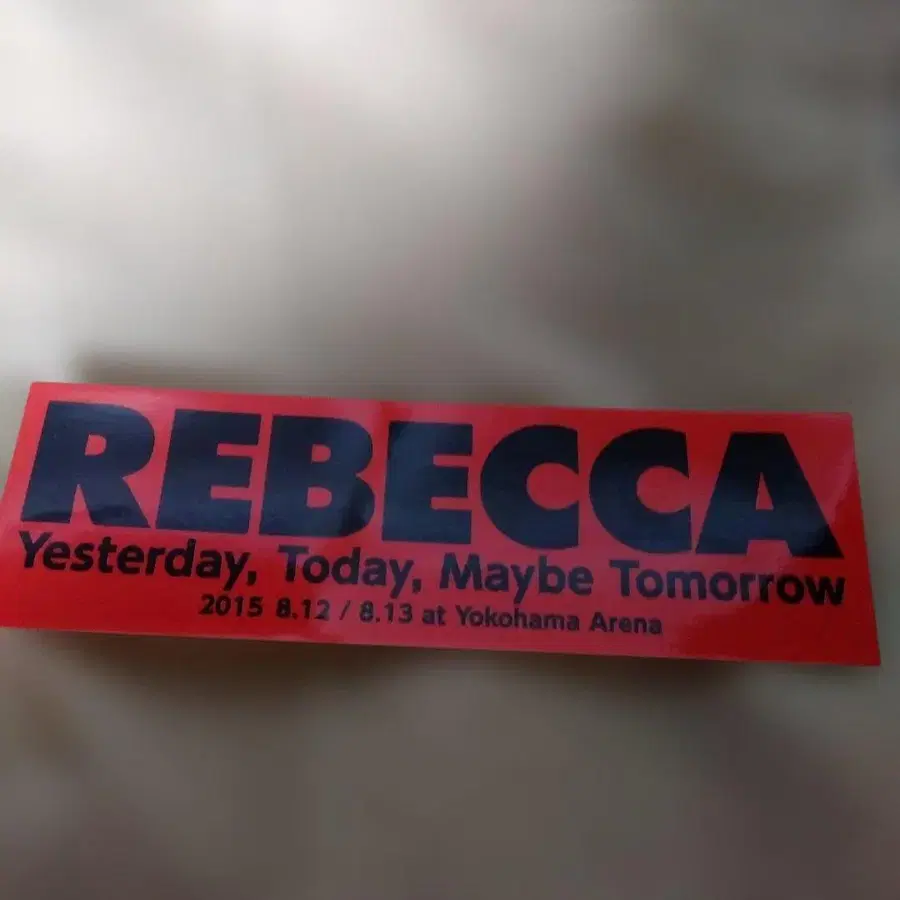 REBECCA
Yesterday, Today, Maybe Tomorrow
2015 8.12 / 8.13 at Yokohama Arena